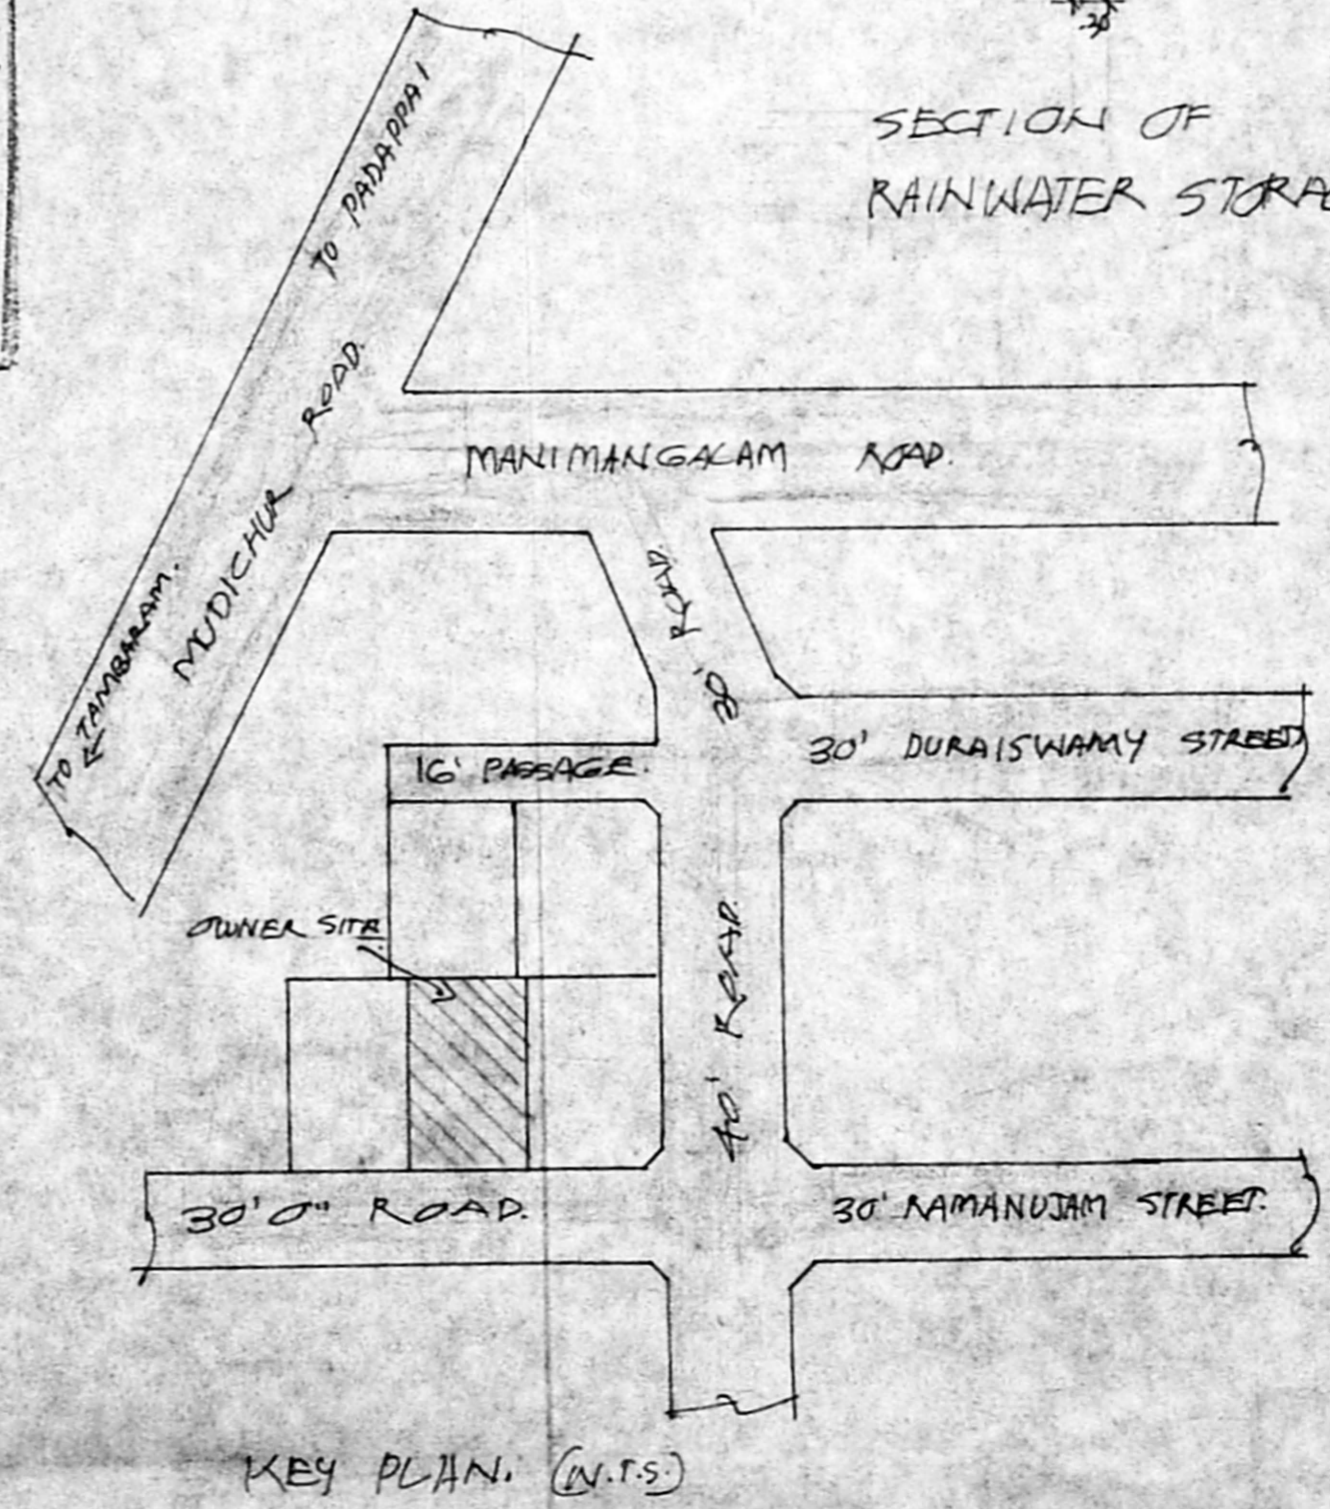 30
SECTION OF
RAINWATER STORA
TO PADAPPAI
MUDICHUR ROAD.
TO TAMBARAM.
MANIMANGALAM ROAD.
30' ROAD.
16' PASSAGE.
30' DURAISWAMY STREET
OWNER SITE
40' ROAD.
30'0" ROAD.
30' RAMANUJAM STREET.
KEY PLAN. (N.T.S.)